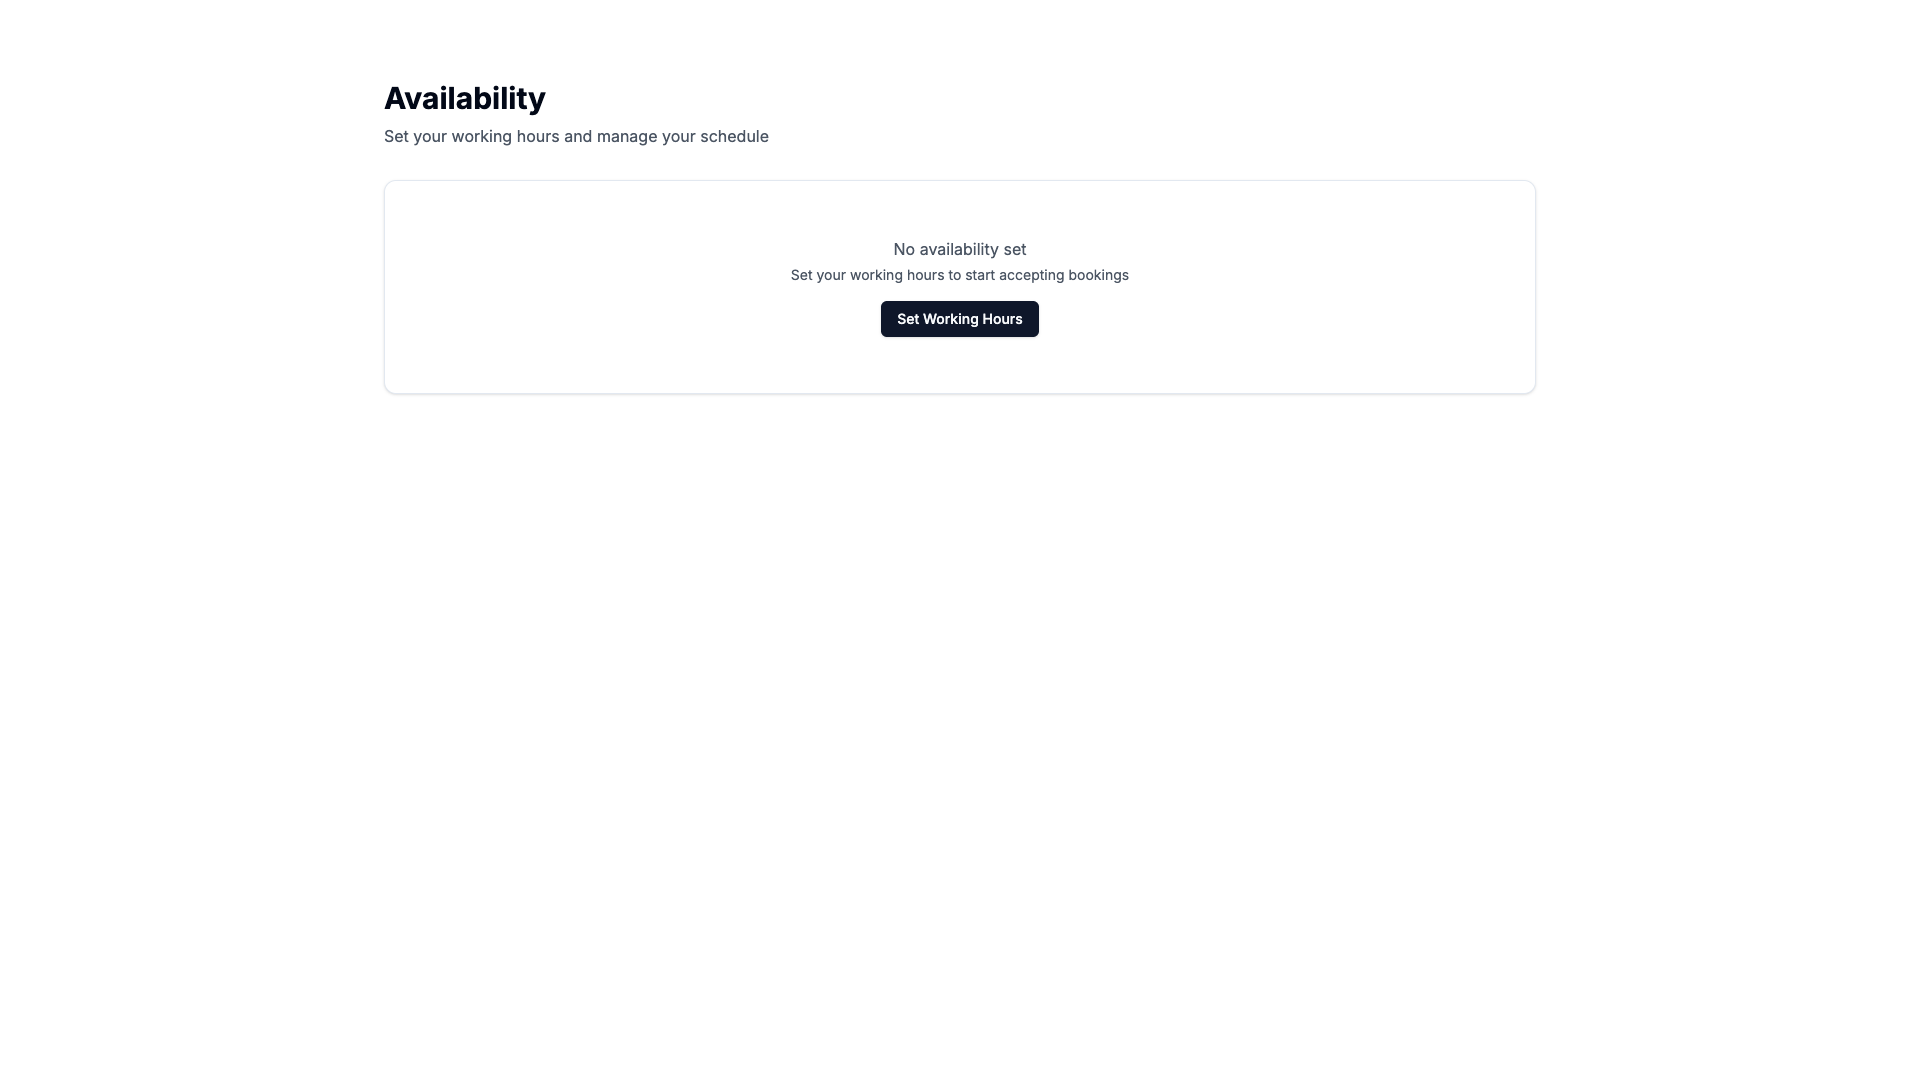 Availability
Set your working hours and manage your schedule
No availability set
Set your working hours to start accepting bookings
Set Working Hours